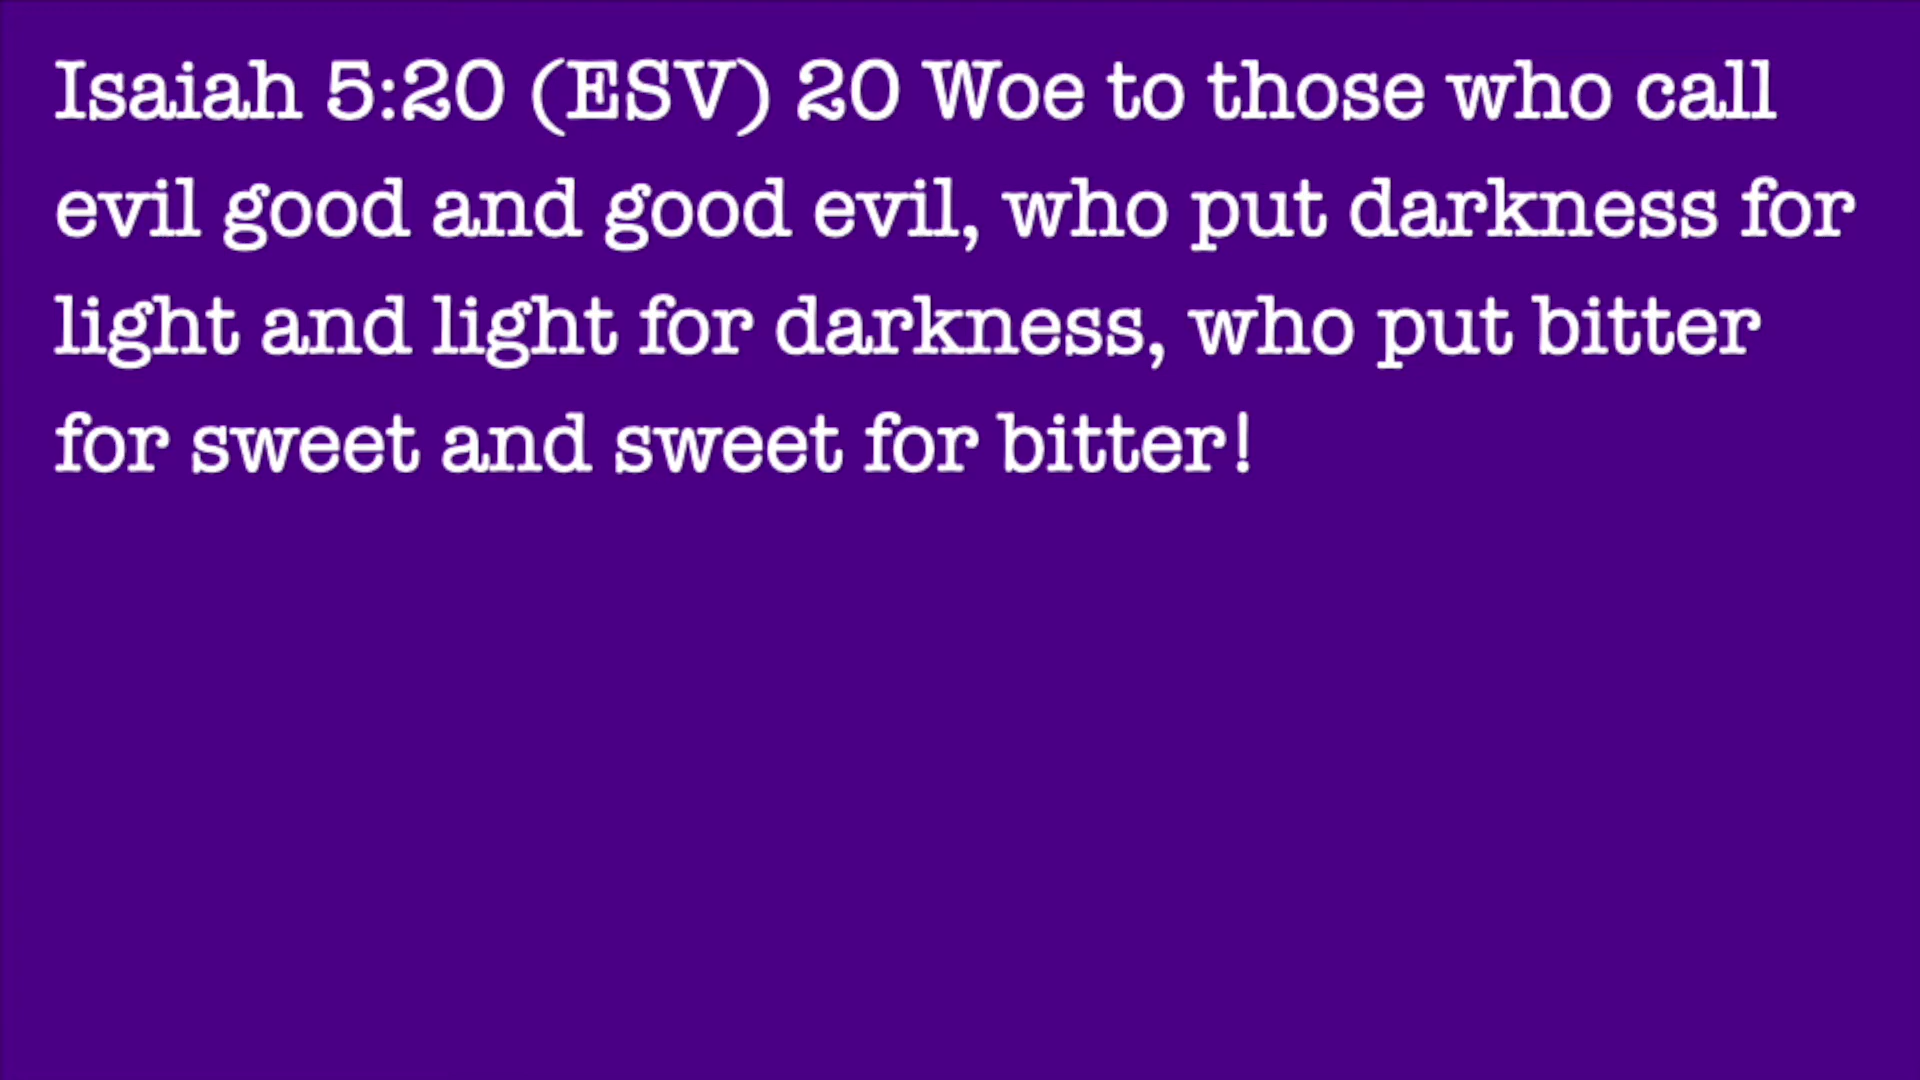 Isaiah 5:20 (ESV) 20 Woe to those who call
evil good and good evil, who put darkness for
light and light for darkness, who put bitter
for sweet and sweet for bitter!